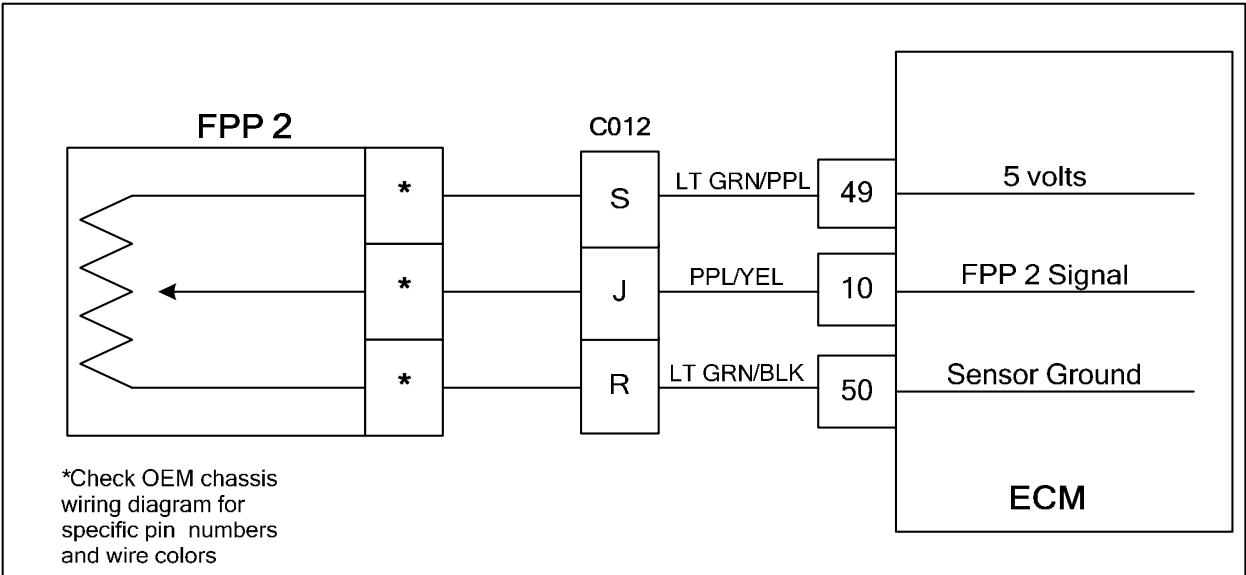 FPP 2
C012
*
S
LT GRN/PPL
49
5 volts
*
J
PPL/YEL
10
FPP 2 Signal
*
R
LT GRN/BLK
50
Sensor Ground
ECM
*Check OEM chassis
wiring diagram for
specific pin numbers
and wire colors